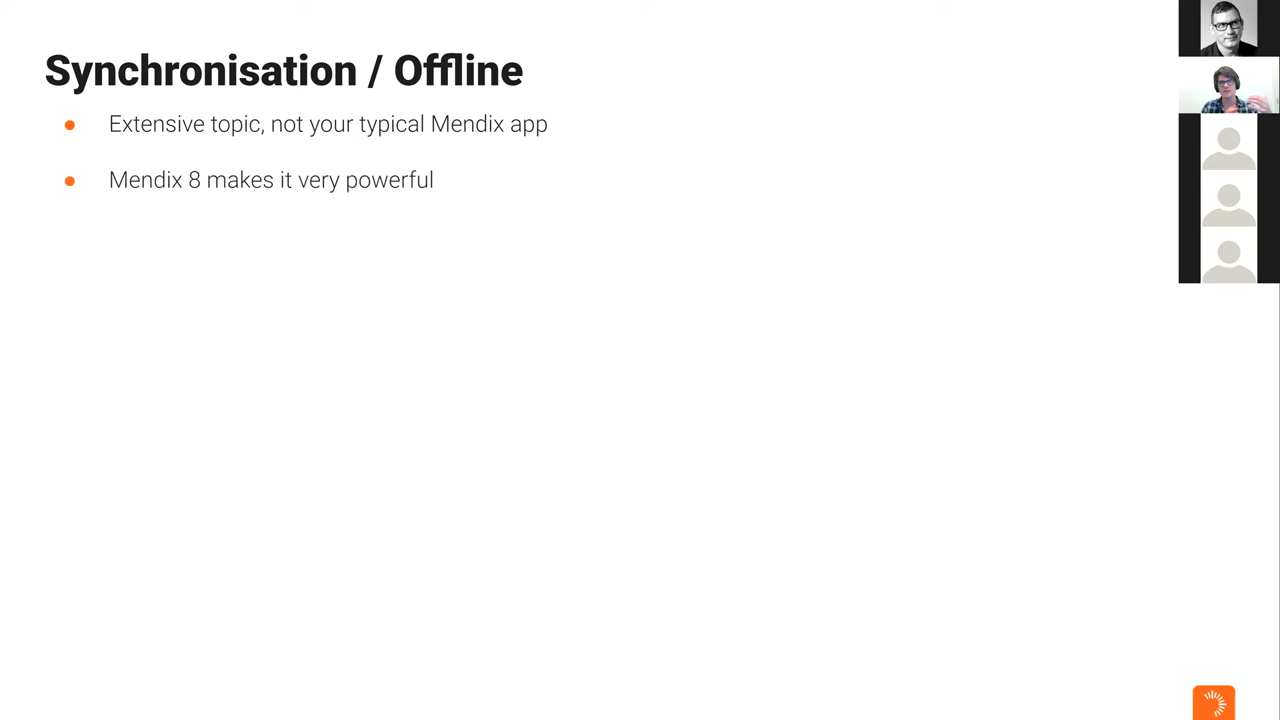 Synchronisation / Offline
Extensive topic, not your typical Mendix app
Mendix 8 makes it very powerful